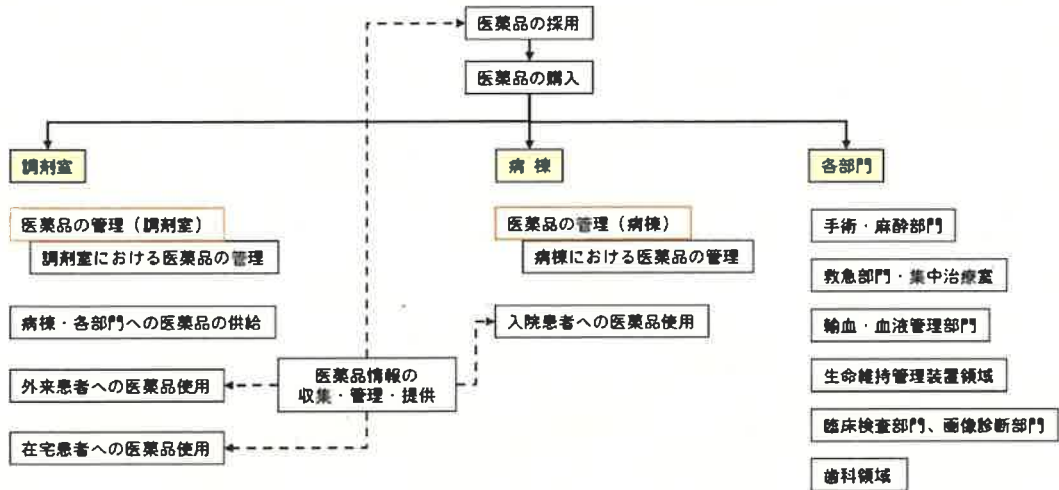 医薬品の採用
医薬品の購入
調剤室
病 棟
各部門
医薬品の管理（調剤室）
調剤室における医薬品の管理
医薬品の管理（病棟）
病棟における医薬品の管理
手術・麻酔部門
救急部門・集中治療室
病棟・各部門への医薬品の供給
入院患者への医薬品使用
輸血・血液管理部門
外来患者への医薬品使用
医薬品情報の
収集・管理・提供
生命維持管理装置領域
在宅患者への医薬品使用
臨床検査部門、画像診断部門
歯科領域